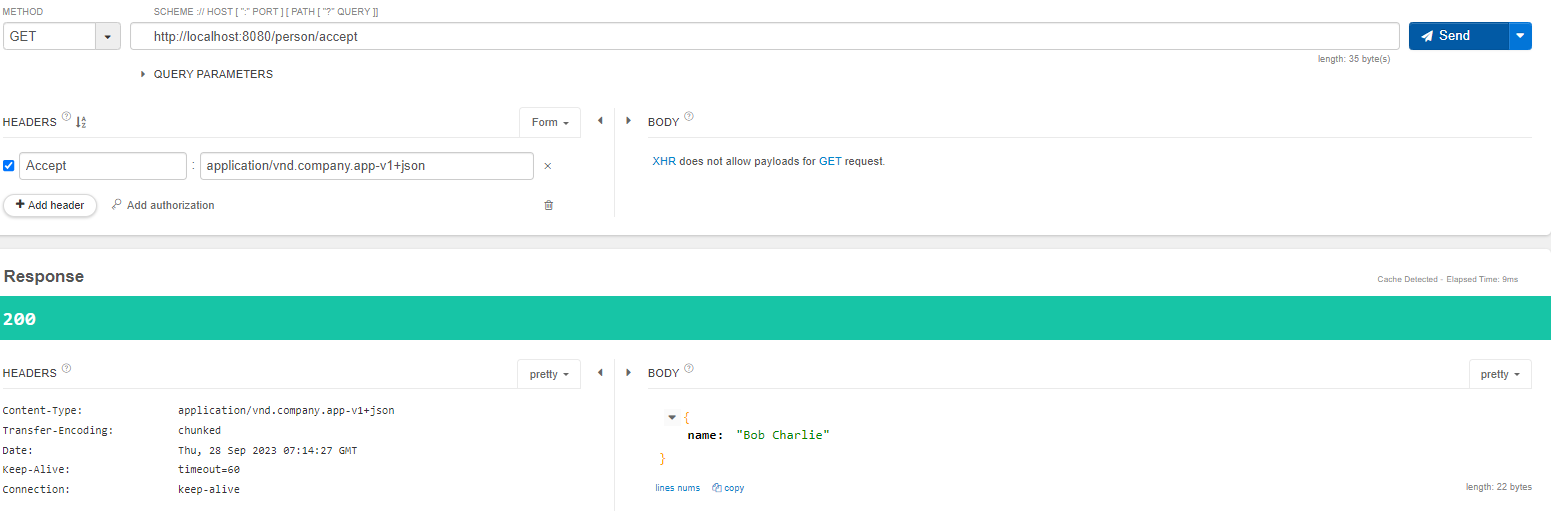 METHOD SCHEME :// HOST [ ":" PORT ] [ PATH [ "?" QUERY ]]
GET http://localhost:8080/person/accept Send
length: 35 byte(s)
QUERY PARAMETERS
HEADERS ? Form BODY ?
Accept : application/vnd.company.app-v1+json ×
XHR does not allow payloads for GET request.
+ Add header Add authorization
Response
Cache Detected - Elapsed Time: 9ms
200
HEADERS ? pretty BODY ? pretty
Content-Type: application/vnd.company.app-v1+json
Transfer-Encoding: chunked
Date: Thu, 28 Sep 2023 07:14:27 GMT
Keep-Alive: timeout=60
Connection: keep-alive
{
name: "Bob Charlie"
}
lines nums copy length: 22 bytes